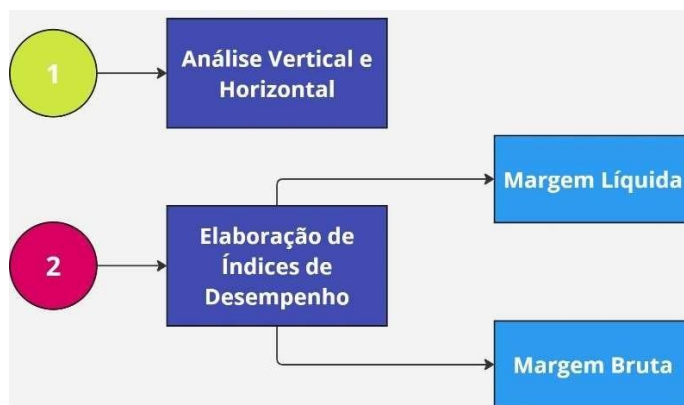 1
Análise Vertical e
Horizontal
Margem Líquida
2
Elaboração de
Índices de
Desempenho
Margem Bruta